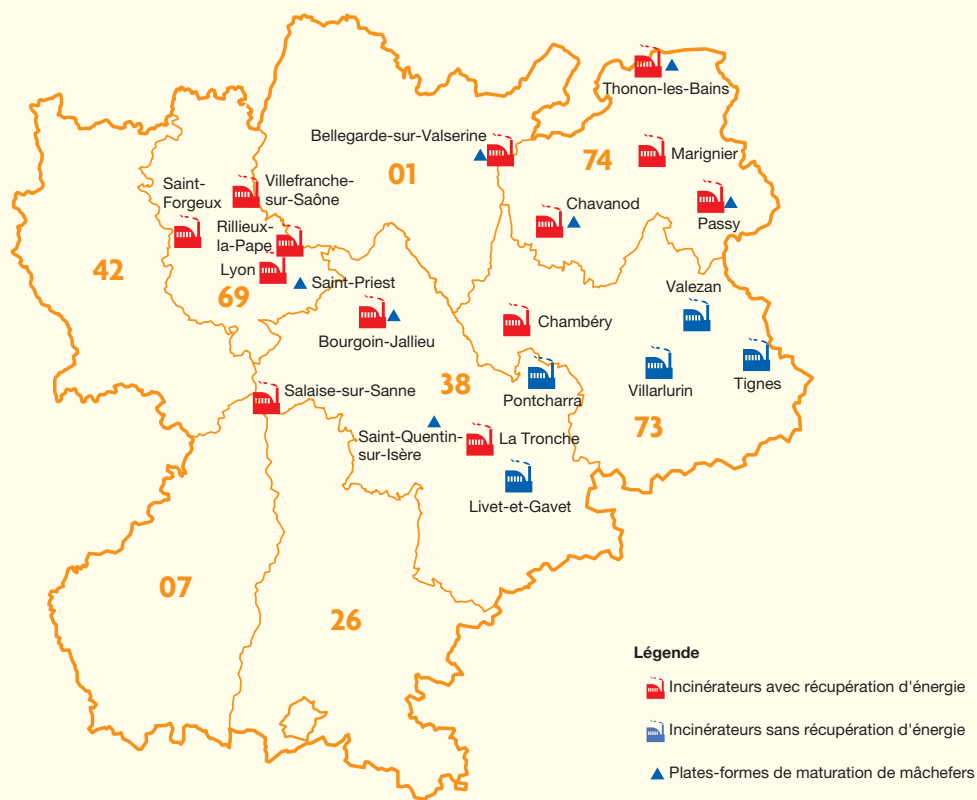 Thonon-les-Bains
Bellegarde-sur-Valserine
74
Marignier
01
Saint-
Forgeux
Villefranche-
sur-Saône
Chavanod
Passy
Rillieux-
la-Pape
42
Lyon
Saint-Priest
69
Valezan
Chambéry
Bourgoin-Jallieu
38
Salaise-sur-Sanne
Pontcharra
Villarlurin
Tignes
73
Saint-Quentin-
sur-Isère
La Tronche
Livet-et-Gavet
07
26
Légende
Incinérateurs avec récupération d'énergie
Incinérateurs sans récupération d'énergie
Plates-formes de maturation de mâchefers